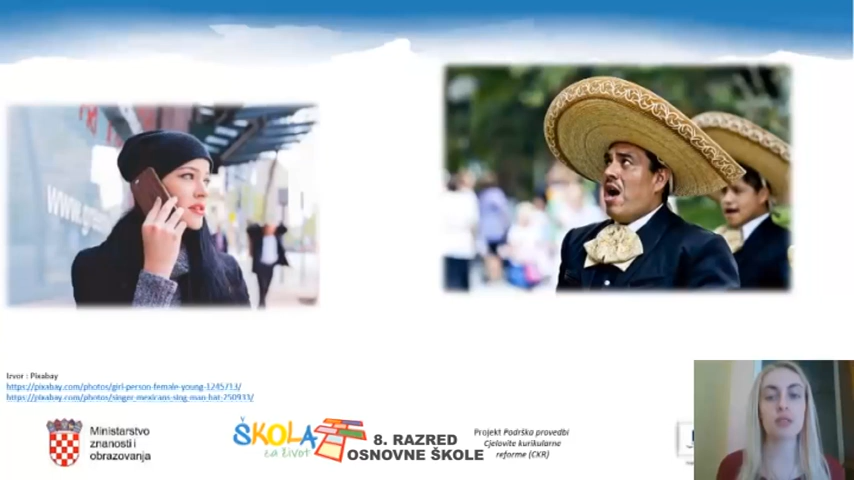 www.gr
Izvor : Pixabay
https://pixabay.com/photos/girl-person-female-young-1245713/
https://pixabay.com/photos/singer-mexicans-sing-man-hat-250933/
Ministarstvo
znanosti i
obrazovanja
ŠKOLA
za život
8. RAZRED
OSNOVNE ŠKOLE
Projekt Podrška provedbi
Cjelovite kurikularne
reforme (CKR)